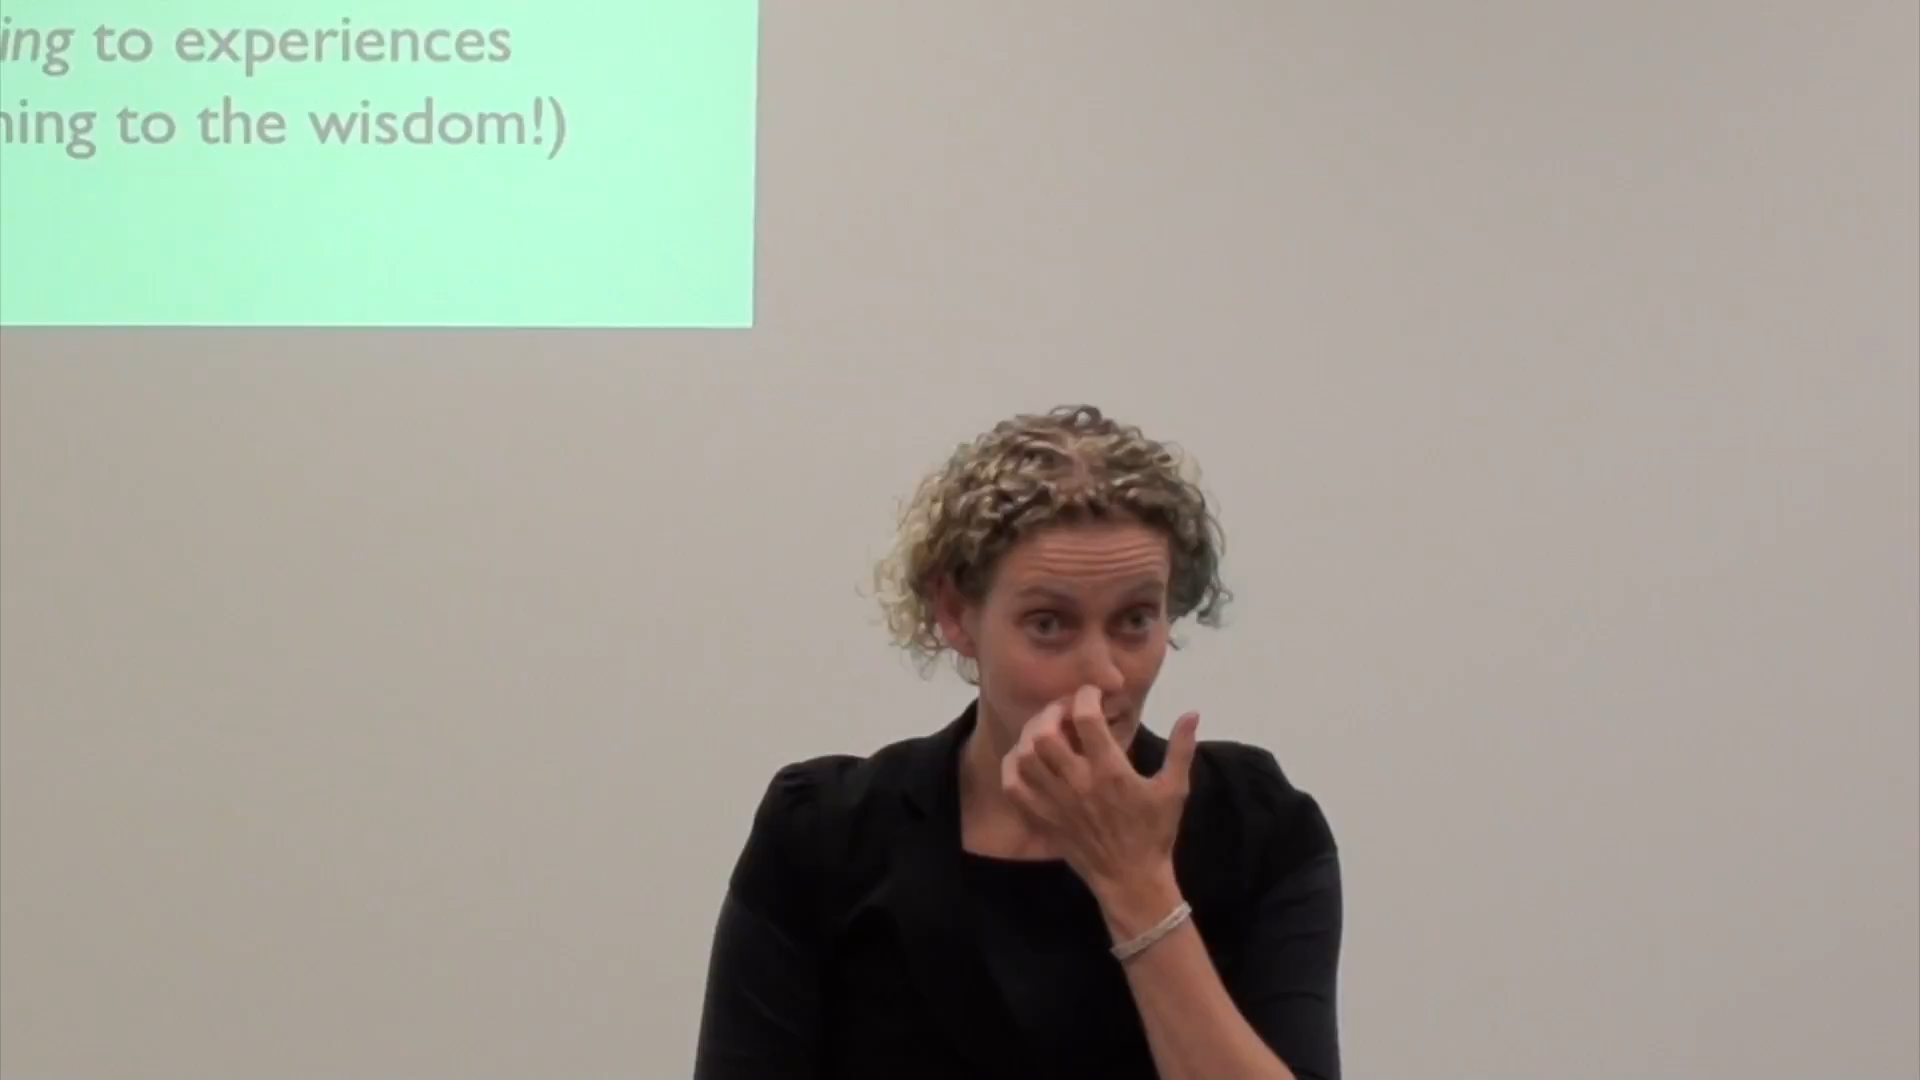 ing to experiences
ning to the wisdom!)